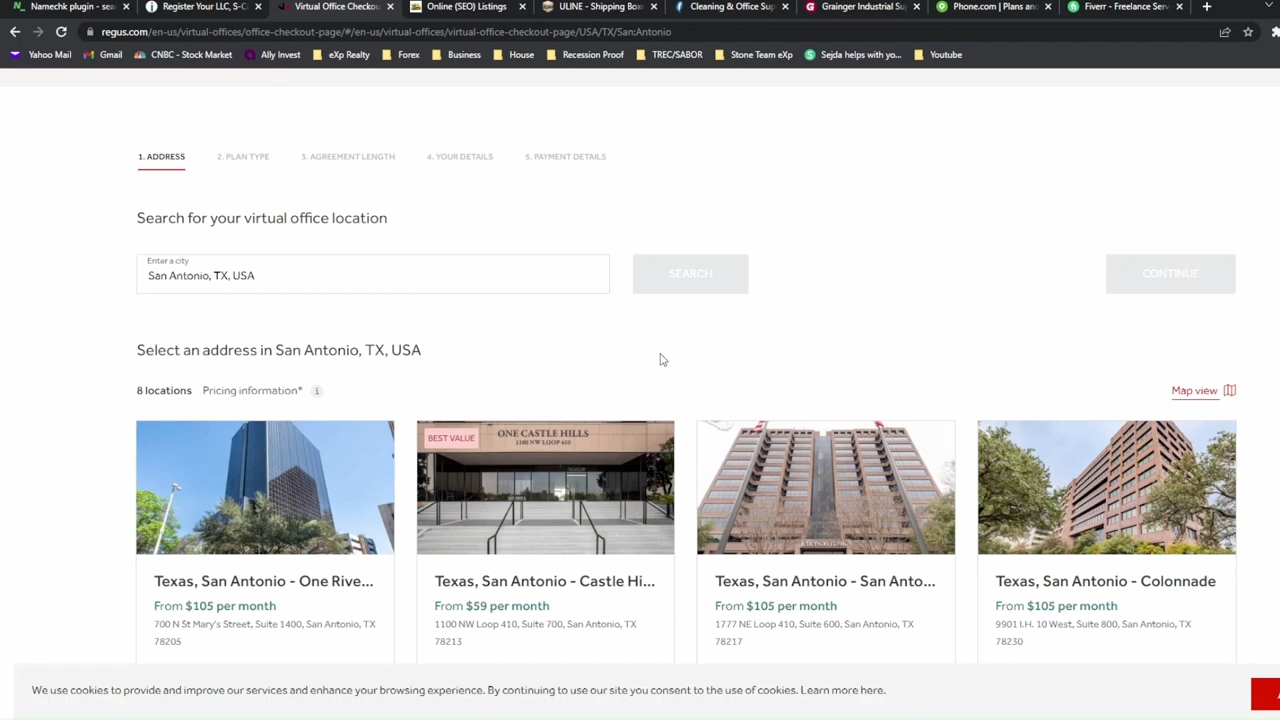 Namechk plugin - sea
Register Your LLC, S-C
Virtual Office Checkou
Online (SEO) Listings
ULINE - Shipping Box
Cleaning & Office Sup
Grainger Industrial Su
Phone.com | Plans and
Fiverr - Freelance Serv
regus.com/en-us/virtual-offices/office-checkout-page/#/en-us/virtual-offices/virtual-office-checkout-page/USA/TX/San:Antonio
Yahoo Mail
Gmail
CNBC - Stock Market
Ally Invest
eXp Realty
Forex
Business
House
Recession Proof
TREC/SABOR
Stone Team eXp
Sejda helps with yo...
Youtube
1. ADDRESS
2. PLAN TYPE
3. AGREEMENT LENGTH
4. YOUR DETAILS
5. PAYMENT DETAILS
Search for your virtual office location
Enter a city
San Antonio, TX, USA
SEARCH
CONTINUE
Select an address in San Antonio, TX, USA
8 locations
Pricing information*
i
Map view
BEST VALUE
ONE CASTLE HILLS
1100 NW LOOP 410
Texas, San Antonio - One Rive...
From $105 per month
700 N St Mary's Street, Suite 1400, San Antonio, TX
78205
Texas, San Antonio - Castle Hi...
From $59 per month
1100 NW Loop 410, Suite 700, San Antonio, TX
78213
Texas, San Antonio - San Anto...
From $105 per month
1777 NE Loop 410, Suite 600, San Antonio, TX
78217
Texas, San Antonio - Colonnade
From $105 per month
9901 I.H. 10 West, Suite 800, San Antonio, TX
78230
We use cookies to provide and improve our services and enhance your browsing experience. By continuing to use our site you consent to the use of cookies. Learn more here.